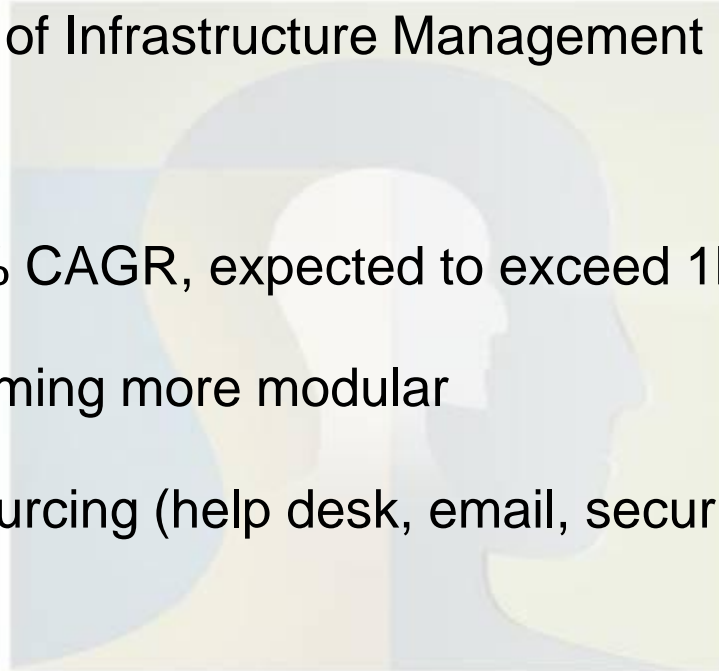 of Infrastructure Management
% CAGR, expected to exceed 1
ming more modular
urcing (help desk, email, secur